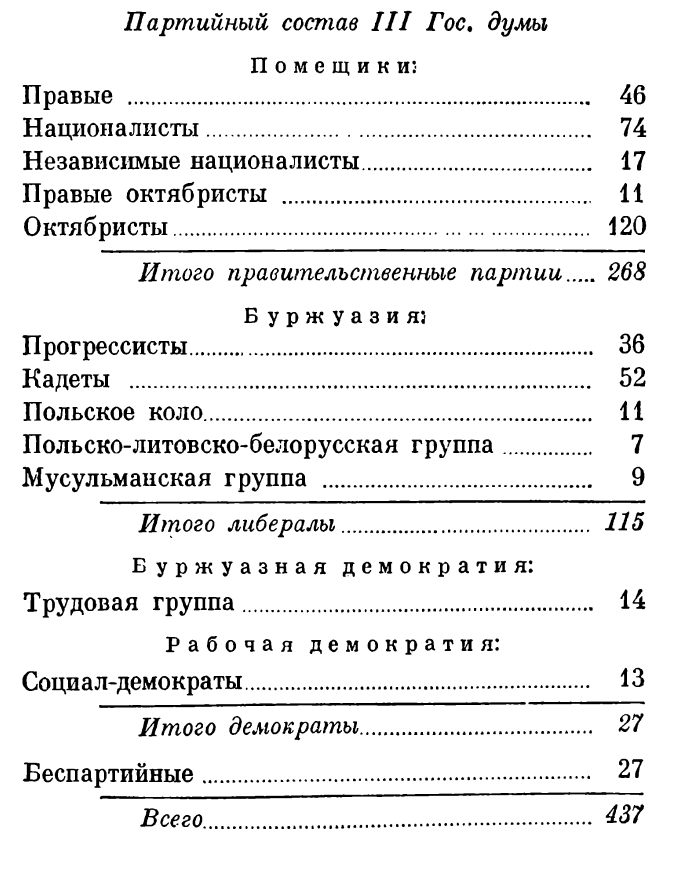 Партийный состав III Гос. думы
Помещики:
Правые ... 46
Националисты ... 74
Независимые националисты ... 17
Правые октябристы ... 11
Октябристы ... 120
Итого правительственные партии ... 268
Буржуазия:
Прогрессисты ... 36
Кадеты ... 52
Польское коло ... 11
Польско-литовско-белорусская группа ... 7
Мусульманская группа ... 9
Итого либералы ... 115
Буржуазная демократия:
Трудовая группа ... 14
Рабочая демократия:
Социал-демократы ... 13
Итого демократы ... 27
Беспартийные ... 27
Всего ... 437